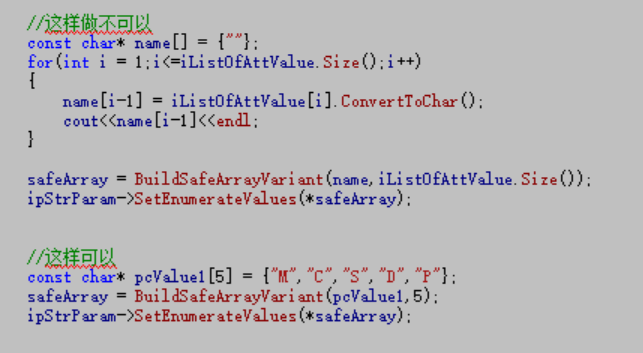 //这样做不可以
const char* name[] = {""};
for(int i = 1;i<=iListOfAttValue.Size();i++)
{
name[i-1] = iListOfAttValue[i].ConvertToChar();
cout<<name[i-1]<<endl;
}
safeArray = BuildSafeArrayVariant(name,iListOfAttValue.Size());
ipStrParam->SetEnumerateValues(*safeArray);
//这样可以
const char* pcValue1[5] = {"M","C","S","D","P"};
safeArray = BuildSafeArrayVariant(pcValue1,5);
ipStrParam->SetEnumerateValues(*safeArray);